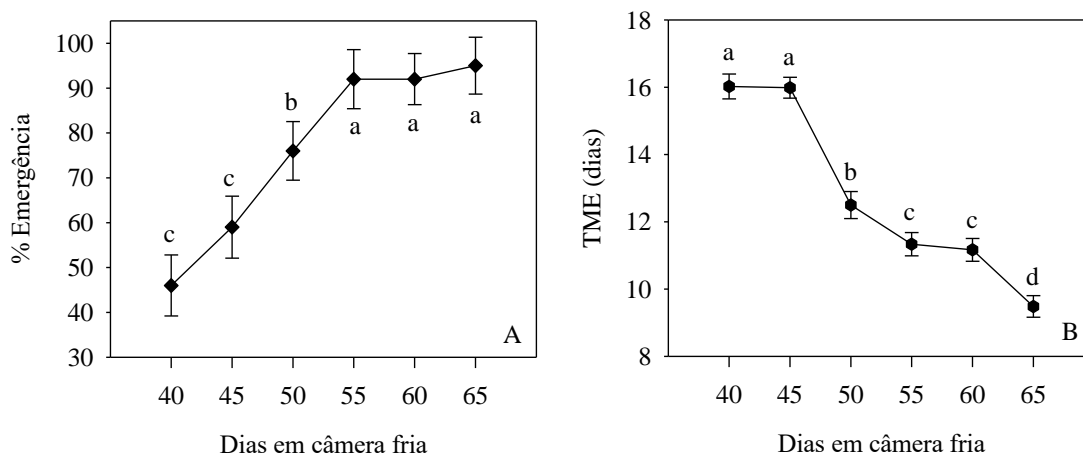 100
90
80
70
60
50
40
30
% Emergência
c
c
b
a
a
a
A
40 45 50 55 60 65
Dias em câmera fria
18
16
14
12
10
8
TME (dias)
a
a
b
c
c
d
B
40 45 50 55 60 65
Dias em câmera fria